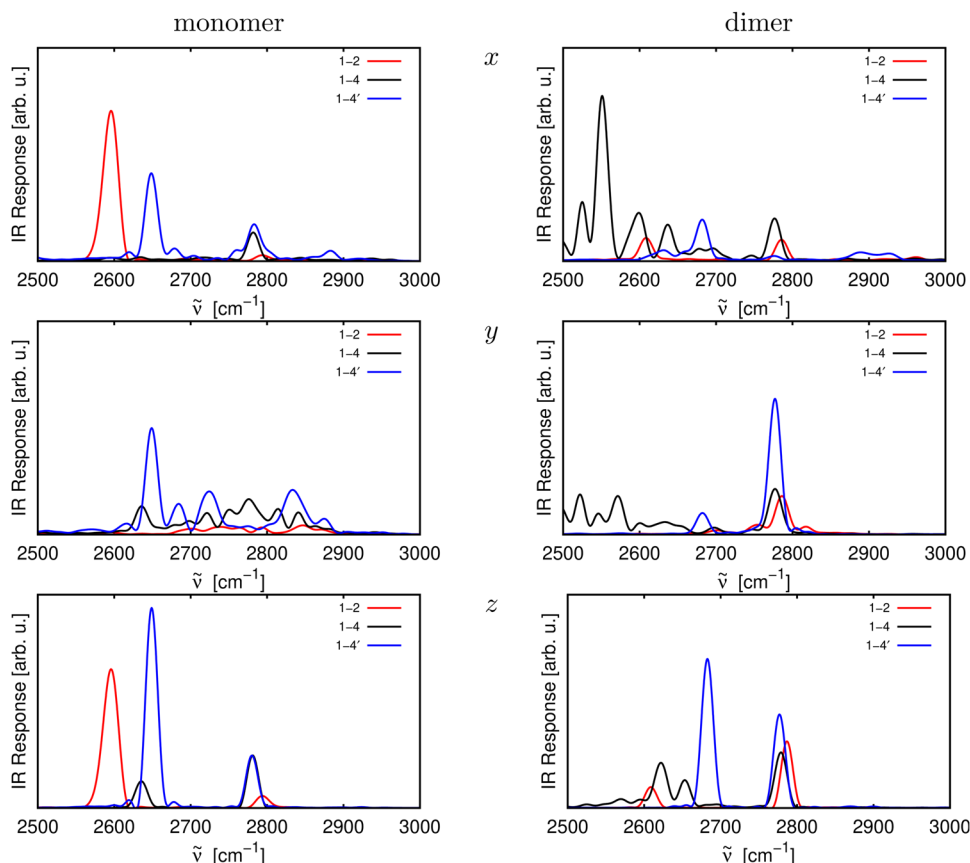 monomer
dimer
x
IR Response [arb. u.]
1−2
1−4
1−4′
2500 2600 2700 2800 2900 3000
ν̃ [cm⁻¹]
IR Response [arb. u.]
1−2
1−4
1−4′
2500 2600 2700 2800 2900 3000
ν̃ [cm⁻¹]
y
IR Response [arb. u.]
1−2
1−4
1−4′
2500 2600 2700 2800 2900 3000
ν̃ [cm⁻¹]
IR Response [arb. u.]
1−2
1−4
1−4′
2500 2600 2700 2800 2900 3000
ν̃ [cm⁻¹]
z
IR Response [arb. u.]
1−2
1−4
1−4′
2500 2600 2700 2800 2900 3000
ν̃ [cm⁻¹]
IR Response [arb. u.]
1−2
1−4
1−4′
2500 2600 2700 2800 2900 3000
ν̃ [cm⁻¹]